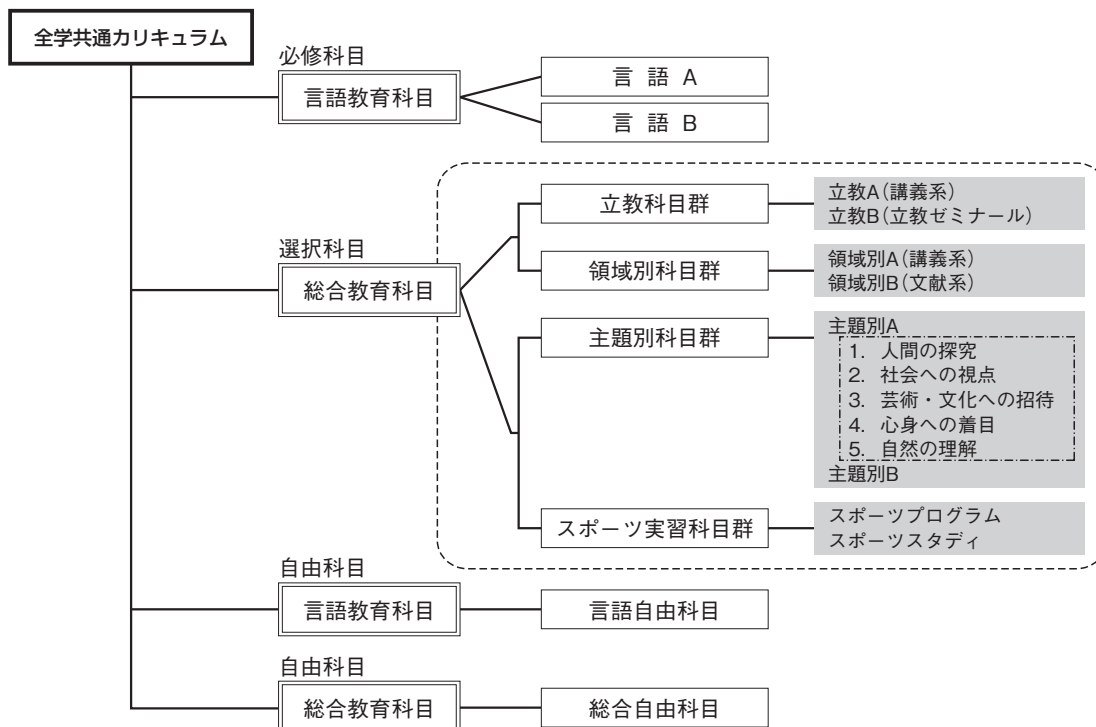 全学共通カリキュラム
必修科目
言語教育科目
言語A
言語B
選択科目
総合教育科目
立教科目群
立教A(講義系)
立教B(立教ゼミナール)
領域別科目群
領域別A(講義系)
領域別B(文献系)
主題別科目群
主題別A
1. 人間の探究
2. 社会への視点
3. 芸術・文化への招待
4. 心身への着目
5. 自然の理解
主題別B
スポーツ実習科目群
スポーツプログラム
スポーツスタディ
自由科目
言語教育科目
言語自由科目
自由科目
総合教育科目
総合自由科目